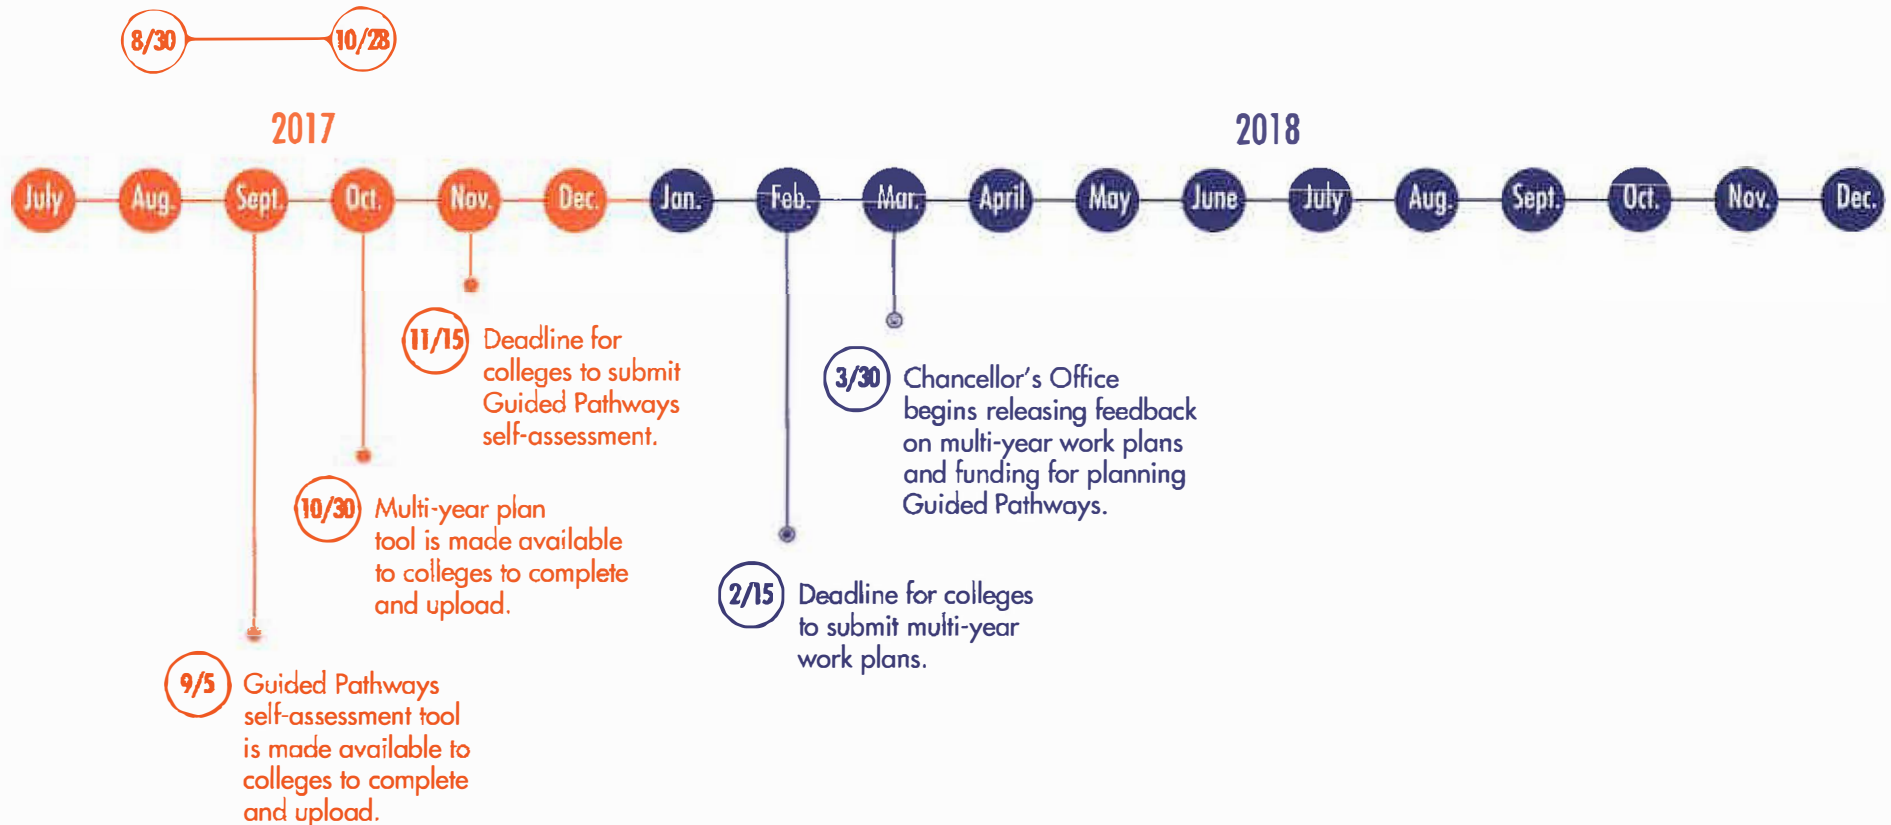 8/30
10/28
2017
2018
July Aug. Sept. Oct. Nov. Dec. Jan. Feb. Mar. April May June July Aug. Sept. Oct. Nov. Dec.
11/15 Deadline for
colleges to submit
Guided Pathways
self-assessment.
3/30 Chancellor's Office
begins releasing feedback
on multi-year work plans
and funding for planning
Guided Pathways.
10/30 Multi-year plan
tool is made available
to colleges to complete
and upload.
2/15 Deadline for colleges
to submit multi-year
work plans.
9/5 Guided Pathways
self-assessment tool
is made available to
colleges to complete
and upload.